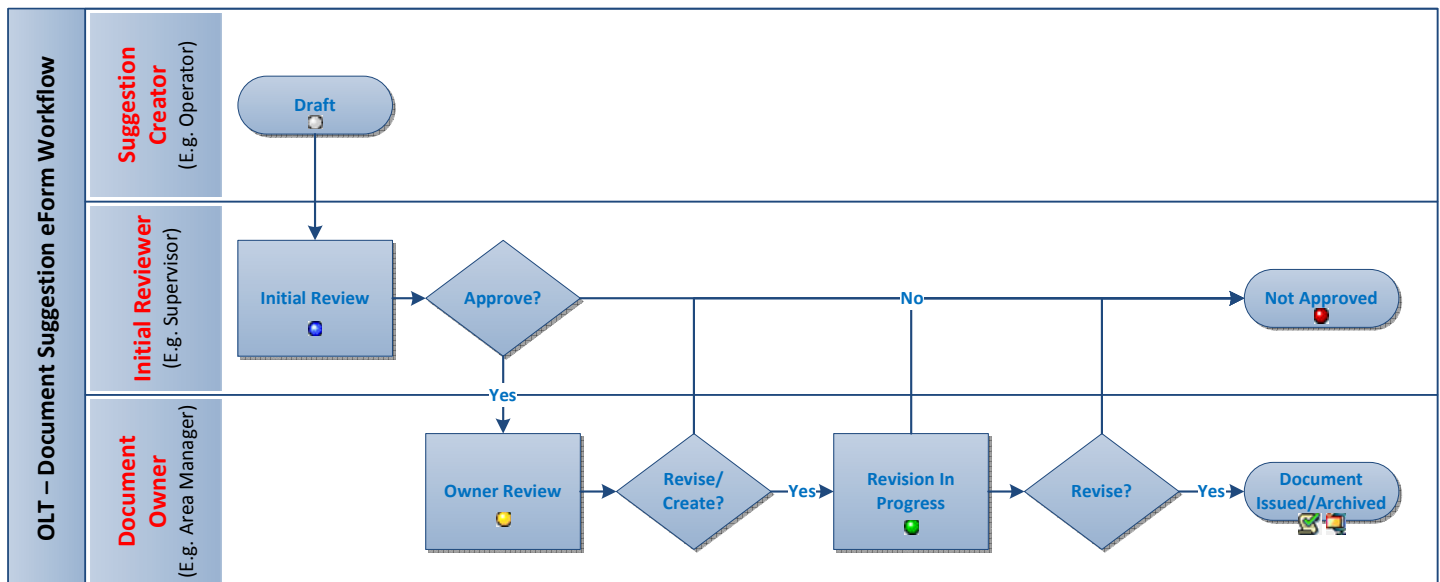 OLT – Document Suggestion eForm Workflow
Suggestion
Creator
(E.g. Operator)
Draft
Initial Reviewer
(E.g. Supervisor)
Initial Review
Approve?
No
Not Approved
Yes
Document
Owner
(E.g. Area Manager)
Owner Review
Revise/
Create?
Yes
Revision In
Progress
Revise?
Yes
Document
Issued/Archived